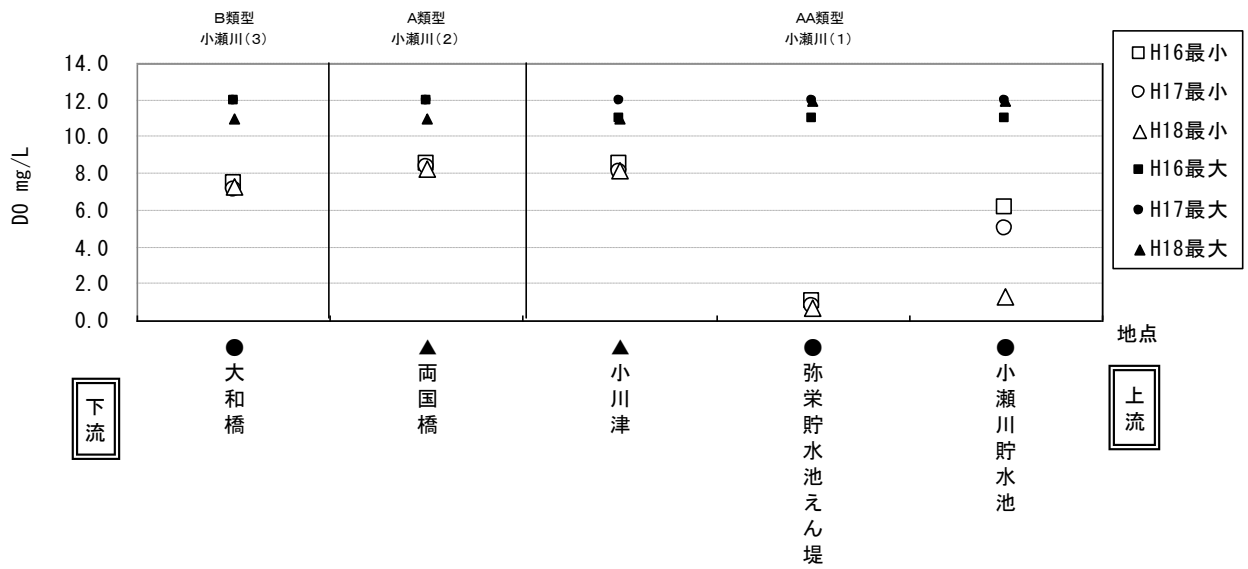 B類型
小瀬川(3)
A類型
小瀬川(2)
AA類型
小瀬川(1)
14.0
12.0
10.0
8.0
6.0
4.0
2.0
0.0
DO mg/L
□H16最小
○H17最小
△H18最小
■H16最大
●H17最大
▲H18最大
地点
下流
●大和橋
▲両国橋
▲小川津
●弥栄貯水池えん堤
●小瀬川貯水池
上流